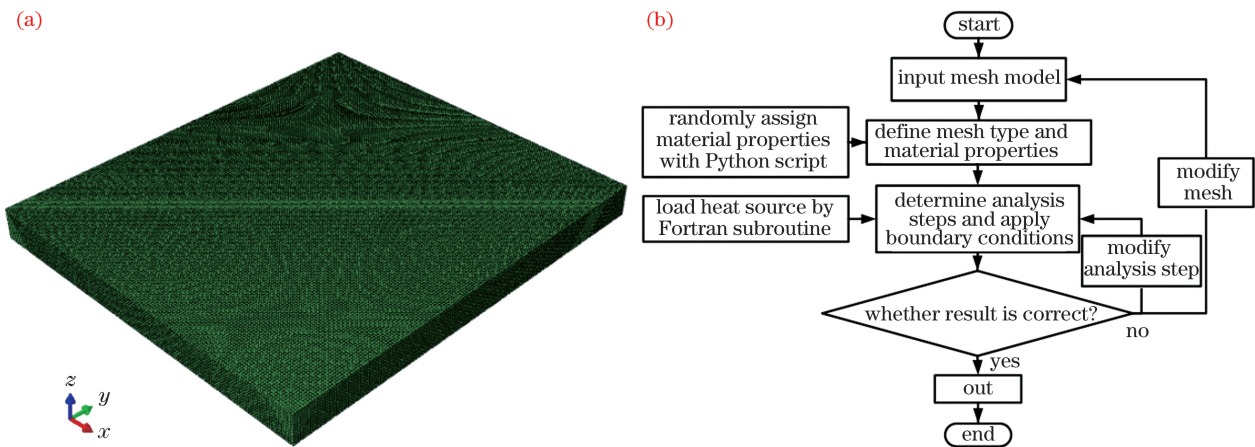 (a)
z
y
x
(b)
start
input mesh model
randomly assign
material properties
with Python script
define mesh type and
material properties
modify
mesh
load heat source by
Fortran subroutine
determine analysis
steps and apply
boundary conditions
modify
analysis step
whether result is correct?
no
yes
out
end